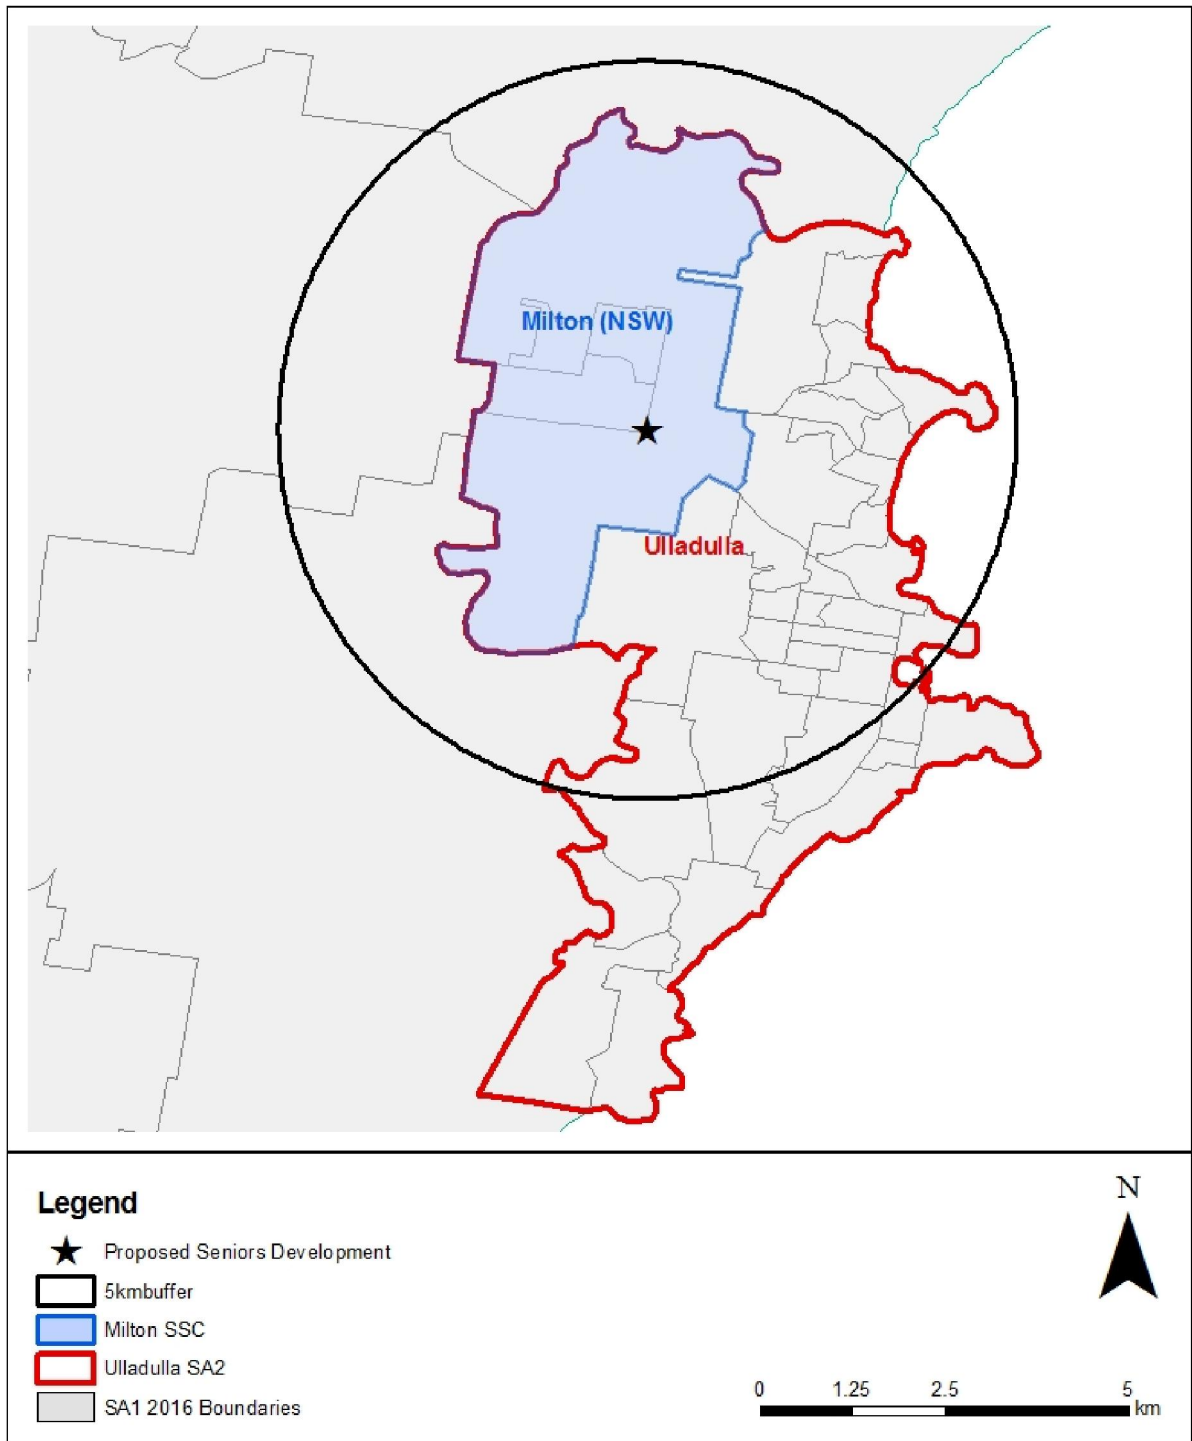 Milton (NSW)
Ulladulla
Legend
Proposed Seniors Development
5kmbuffer
Milton SSC
Ulladulla SA2
SA1 2016 Boundaries
N
0 1.25 2.5 5
km